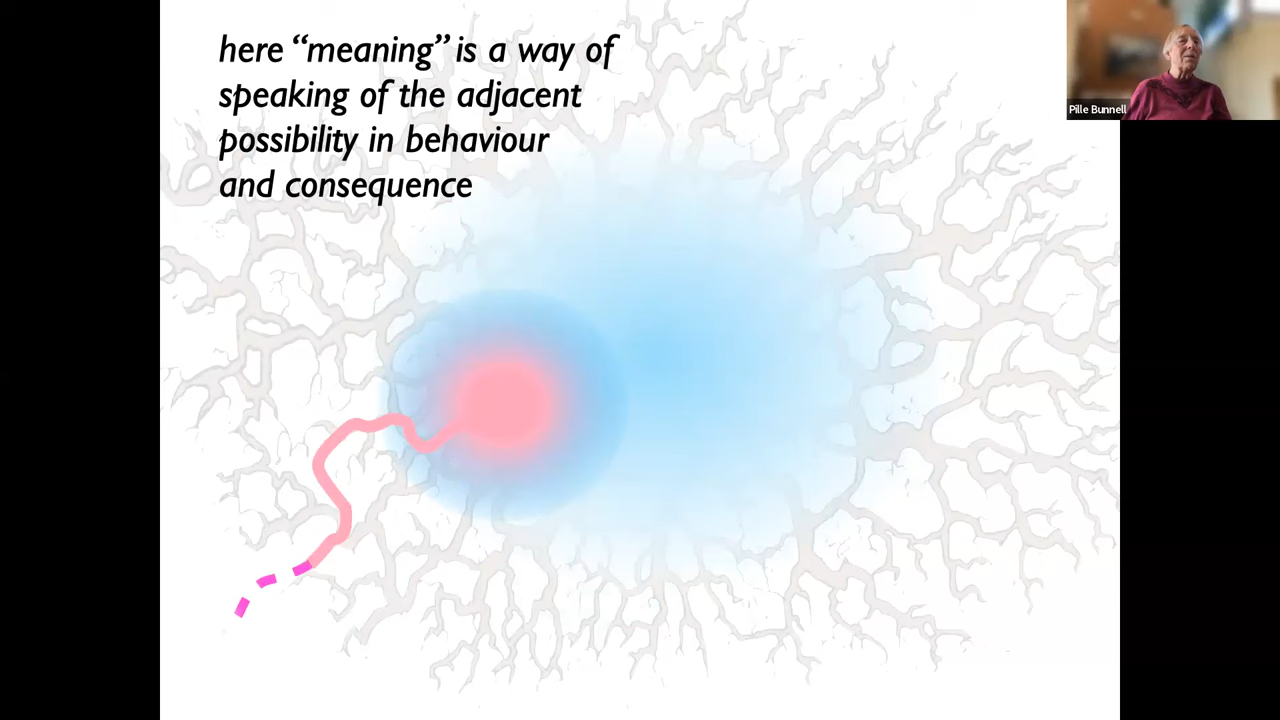 here “meaning” is a way of
speaking of the adjacent
possibility in behaviour
and consequence
Pille Bunnell